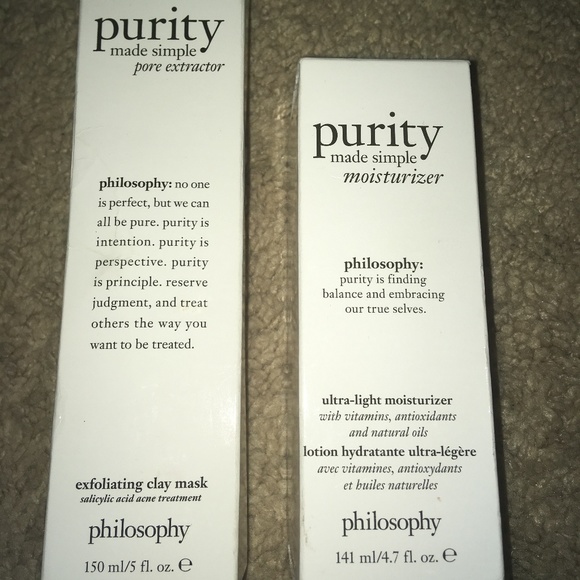 purity
made simple
pore extractor
philosophy: no one
is perfect, but we can
all be pure. purity is
intention. purity is
perspective. purity
is principle. reserve
judgment, and treat
others the way you
want to be treated.
exfoliating clay mask
salicylic acid acne treatment
philosophy
150 ml/5 fl. oz. ℮
purity
made simple
moisturizer
philosophy:
purity is finding
balance and embracing
our true selves.
ultra-light moisturizer
with vitamins, antioxidants
and natural oils
lotion hydratante ultra-légère
avec vitamines, antioxydants
et huiles naturelles
philosophy
141 ml/4.7 fl. oz. ℮